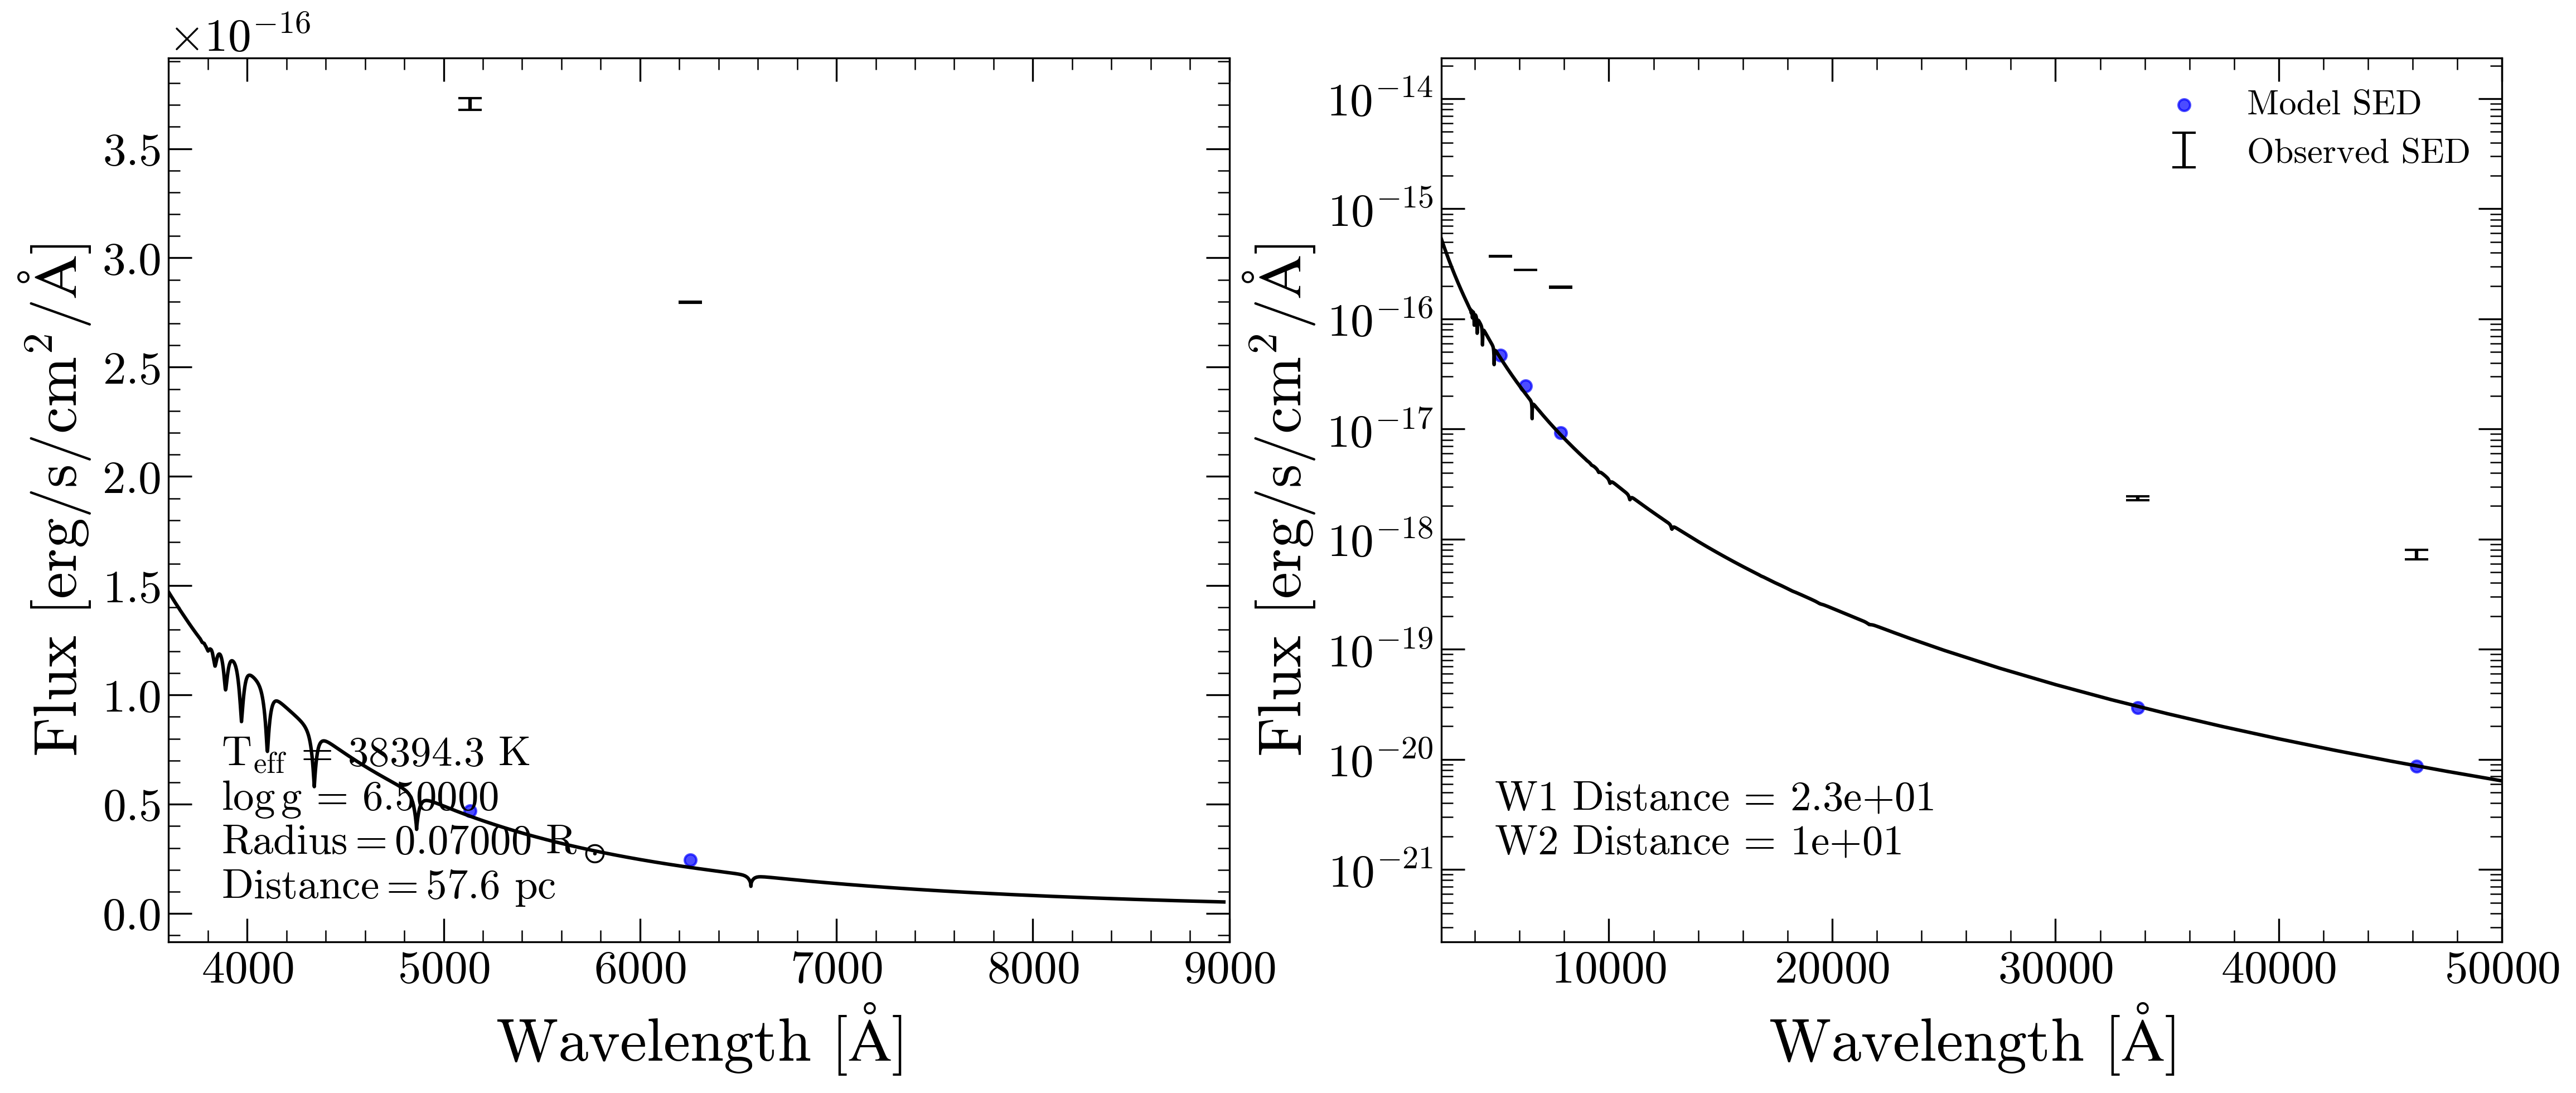 ×10⁻¹⁶
3.5
3.0
2.5
2.0
1.5
1.0
0.5
0.0
Flux [erg/s/cm²/Å]
T_eff = 38394.3 K
log g = 6.50000
Radius = 0.07000 R⊙
Distance = 57.6 pc
4000 5000 6000 7000 8000 9000
Wavelength [Å]
10⁻¹⁴
10⁻¹⁵
10⁻¹⁶
10⁻¹⁷
10⁻¹⁸
10⁻¹⁹
10⁻²⁰
10⁻²¹
Flux [erg/s/cm²/Å]
Model SED
Observed SED
W1 Distance = 2.3e+01
W2 Distance = 1e+01
10000 20000 30000 40000 50000
Wavelength [Å]